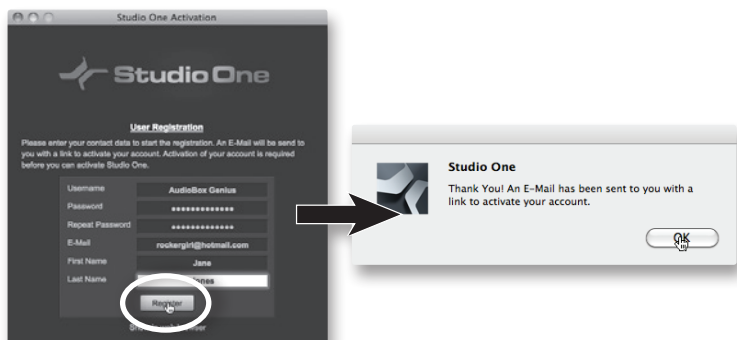 Studio One Activation
Studio One
User Registration
Please enter your contact data to start the registration. An E-Mail will be send to
you with a link to activate your account. Activation of your account is required
before you can activate Studio One.
Username AudioBox Genius
Password •••••••••••••
Repeat Password •••••••••••••
E-Mail rockergirl@hotmail.com
First Name Jane
Last Name
Register
Studio One
Thank You! An E-Mail has been sent to you with a
link to activate your account.
OK